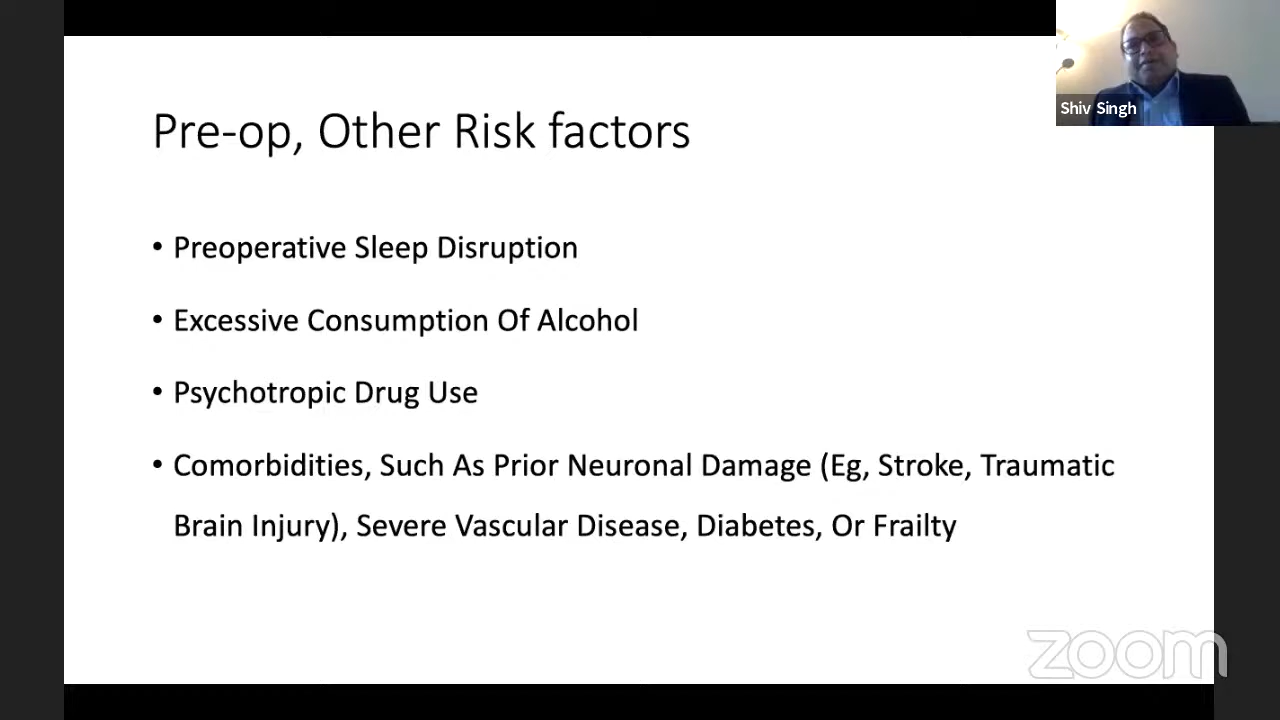 Pre-op, Other Risk factors
Shiv Singh
• Preoperative Sleep Disruption
• Excessive Consumption Of Alcohol
• Psychotropic Drug Use
• Comorbidities, Such As Prior Neuronal Damage (Eg, Stroke, Traumatic
Brain Injury), Severe Vascular Disease, Diabetes, Or Frailty
zoom